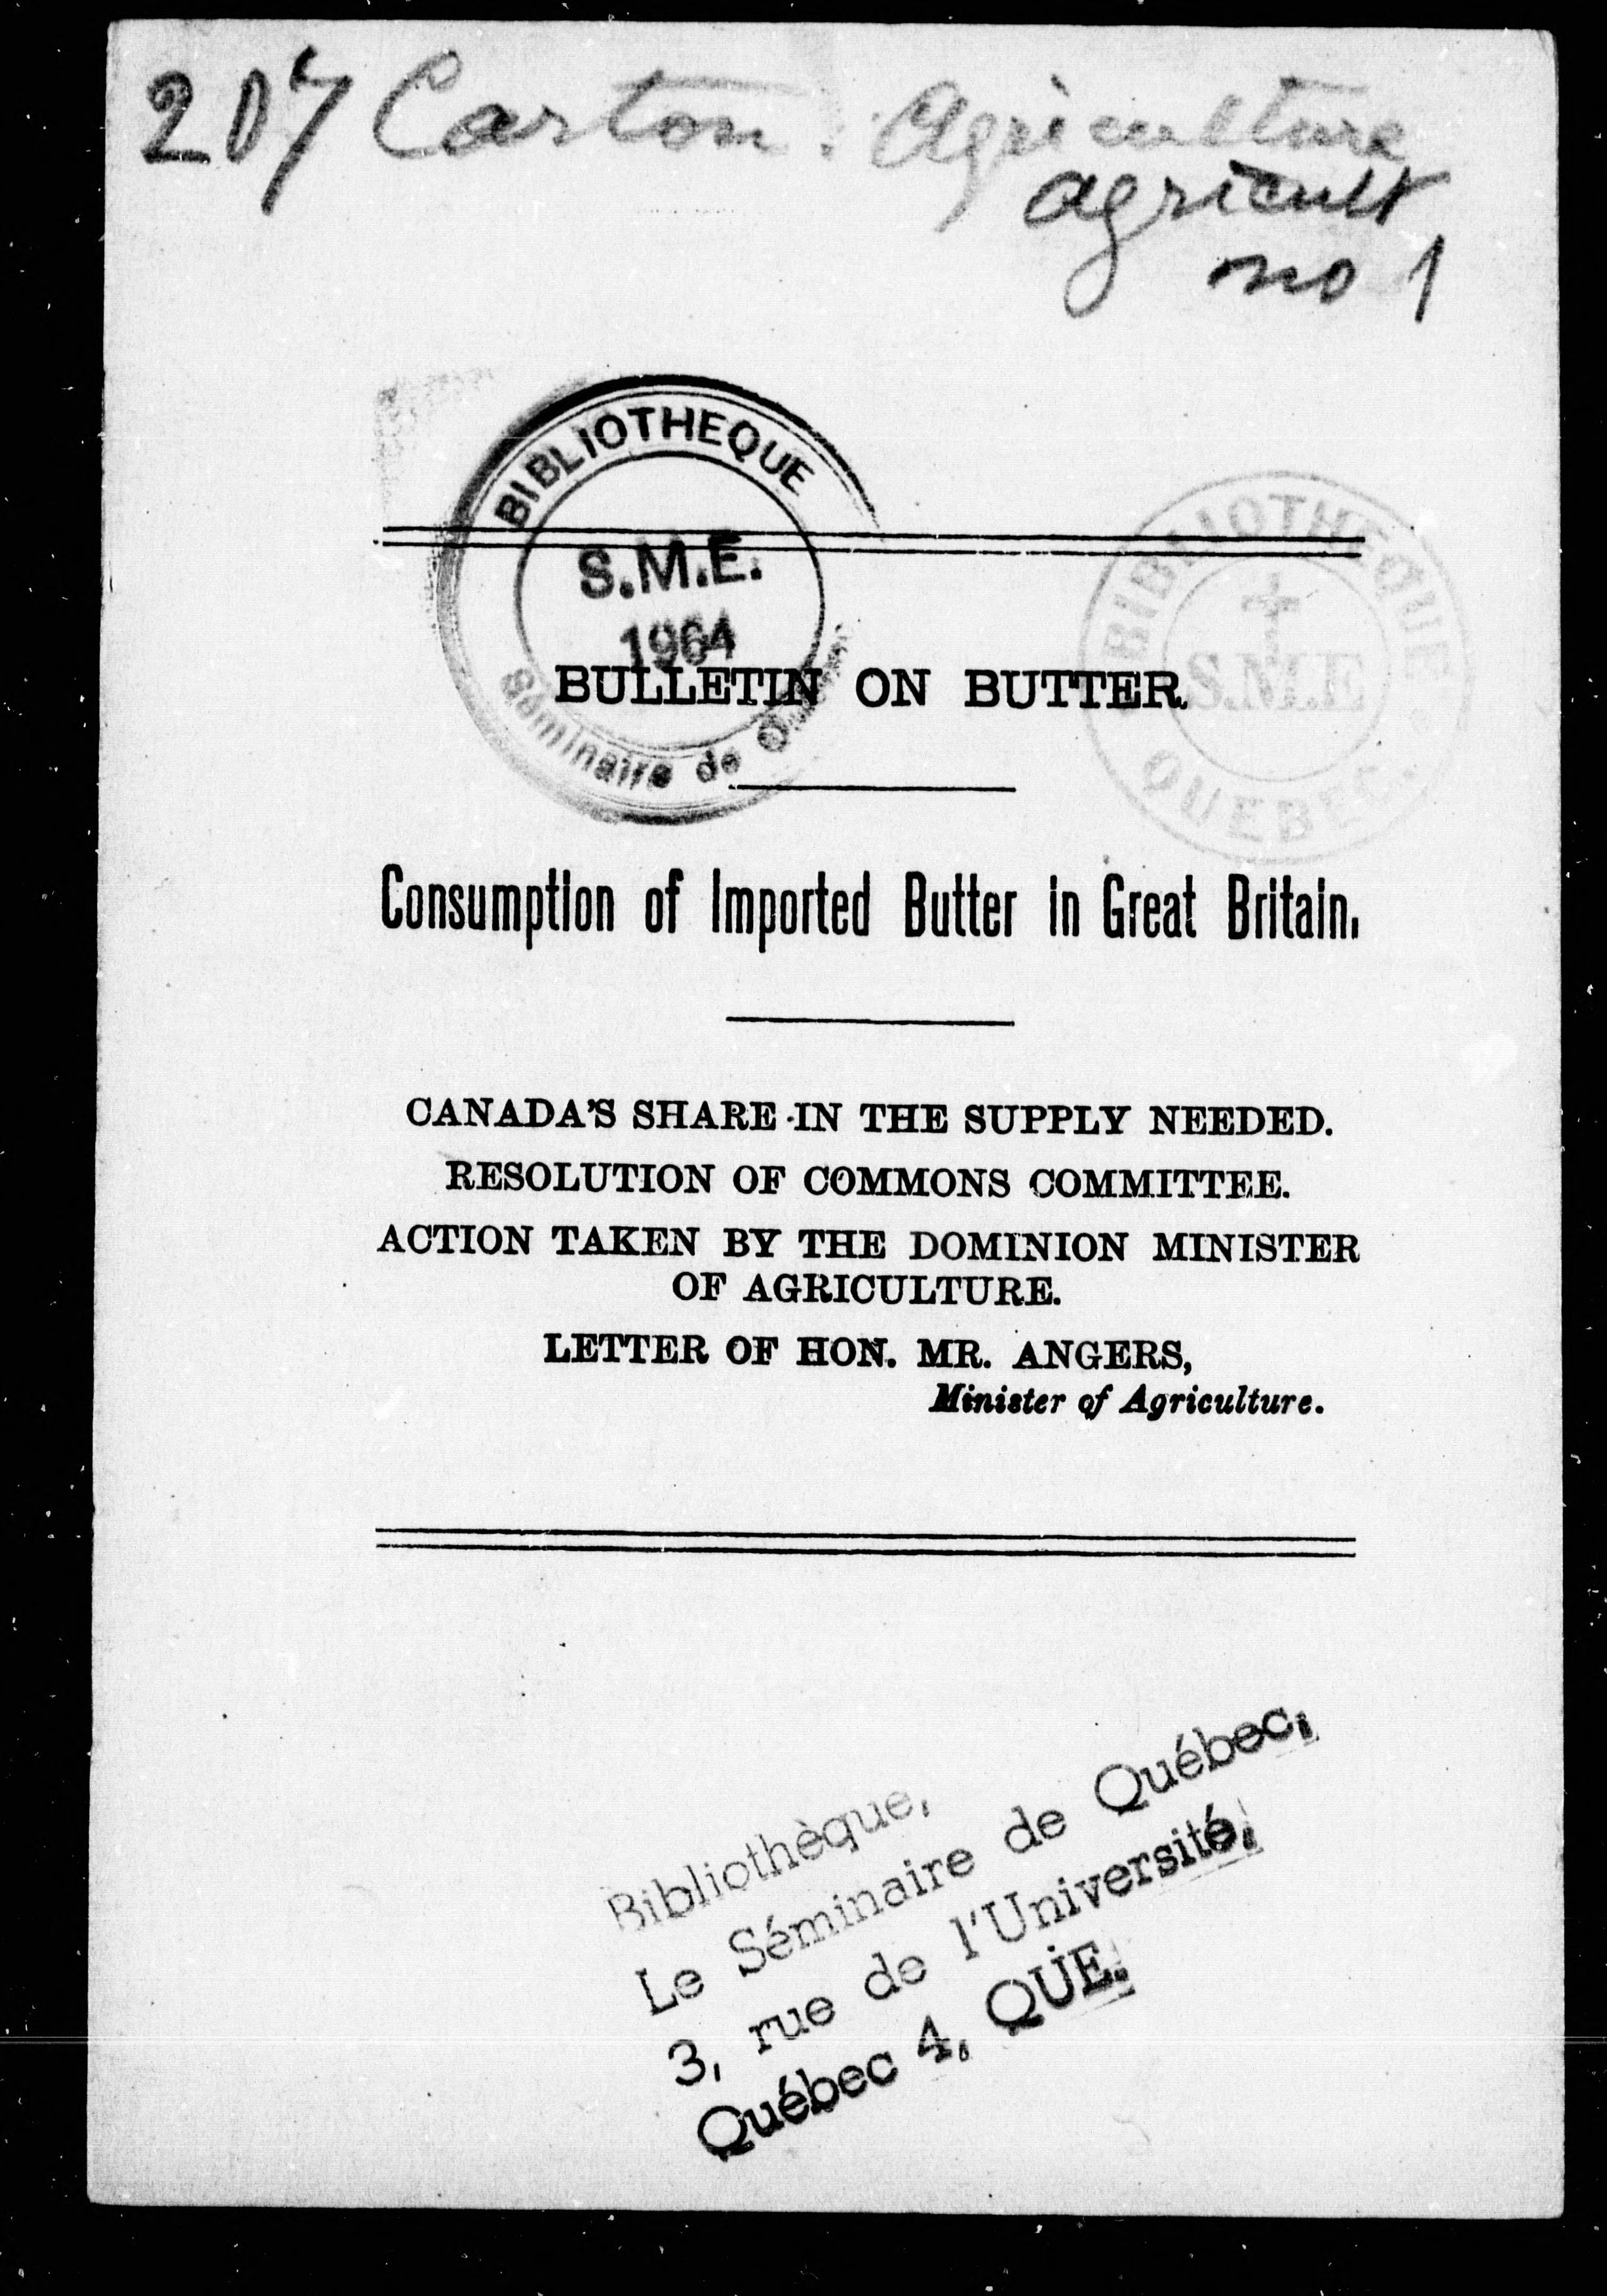 207 Carton. Agriculture
agricult
no 1
BIBLIOTHEQUE
S.M.E.
1964
Séminaire de
BIBLIOTHEQUE
S.M.E
QUEBEC
BULLETIN ON BUTTER
Consumption of Imported Butter in Great Britain.
CANADA'S SHARE IN THE SUPPLY NEEDED.
RESOLUTION OF COMMONS COMMITTEE.
ACTION TAKEN BY THE DOMINION MINISTER
OF AGRICULTURE.
LETTER OF HON. MR. ANGERS,
Minister of Agriculture.
Bibliothèque,
Le Séminaire de Québec,
3, rue de l'Université,
Québec 4, QUE.